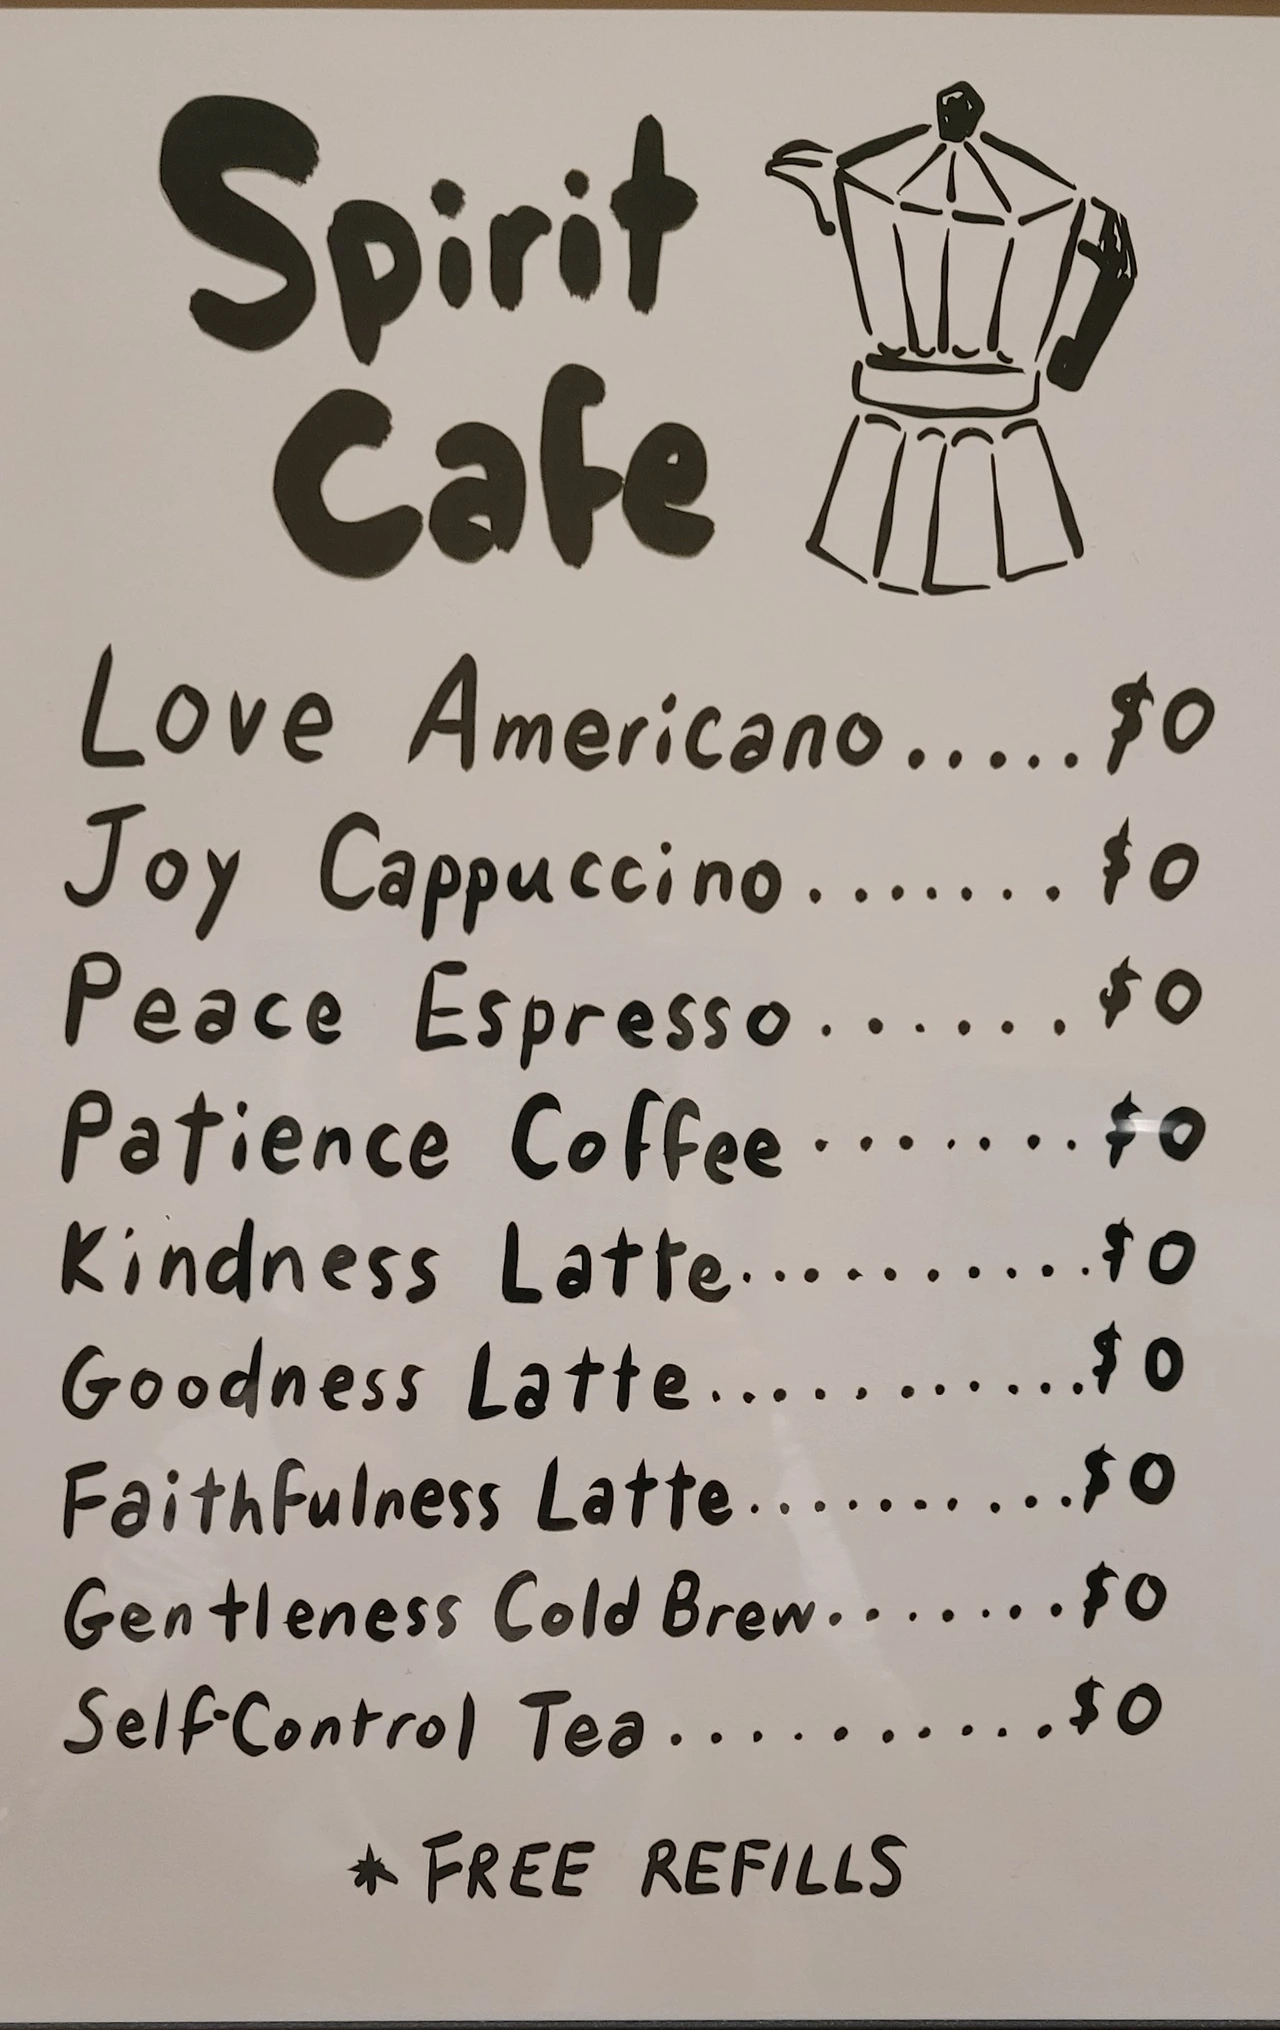 Spirit
Cafe
Love Americano.....$0
Joy Cappuccino.......$0
Peace Espresso......$0
Patience Coffee.......$0
Kindness Latte...........$0
Goodness Latte............$0
Faithfulness Latte...........$0
Gentleness Cold Brew........$0
Self-Control Tea..........$0
* FREE REFILLS